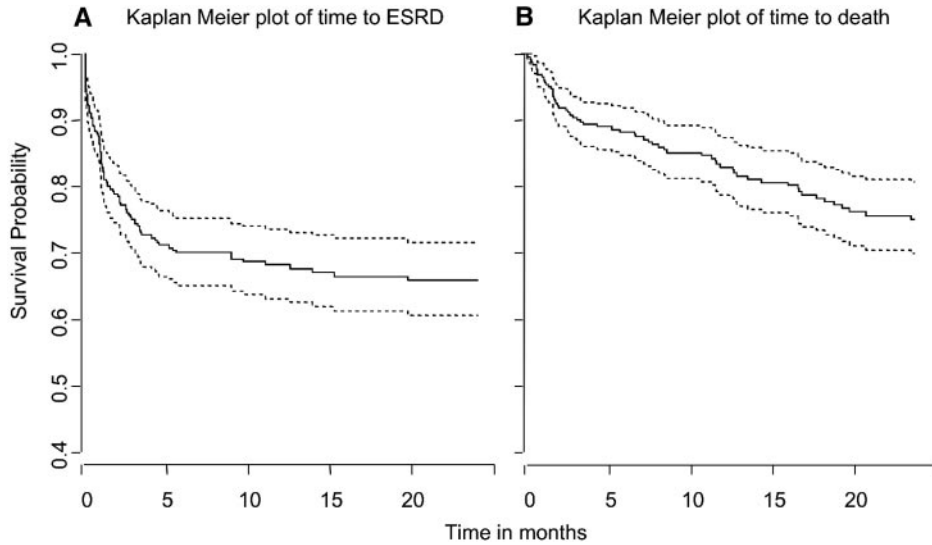 A Kaplan Meier plot of time to ESRD
B Kaplan Meier plot of time to death
Survival Probability
1.0
0.9
0.8
0.7
0.6
0.5
0.4
0 5 10 15 20
0 5 10 15 20
Time in months